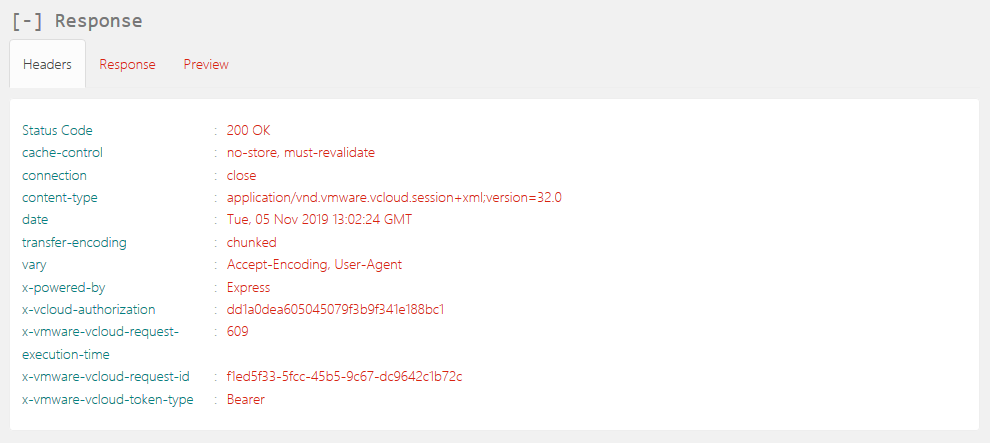 [-] Response
Headers Response Preview
Status Code : 200 OK
cache-control : no-store, must-revalidate
connection : close
content-type : application/vnd.vmware.vcloud.session+xml;version=32.0
date : Tue, 05 Nov 2019 13:02:24 GMT
transfer-encoding : chunked
vary : Accept-Encoding, User-Agent
x-powered-by : Express
x-vcloud-authorization : dd1a0dea605045079f3b9f341e188bc1
x-vmware-vcloud-request- : 609
execution-time
x-vmware-vcloud-request-id : f1ed5f33-5fcc-45b5-9c67-dc9642c1b72c
x-vmware-vcloud-token-type : Bearer